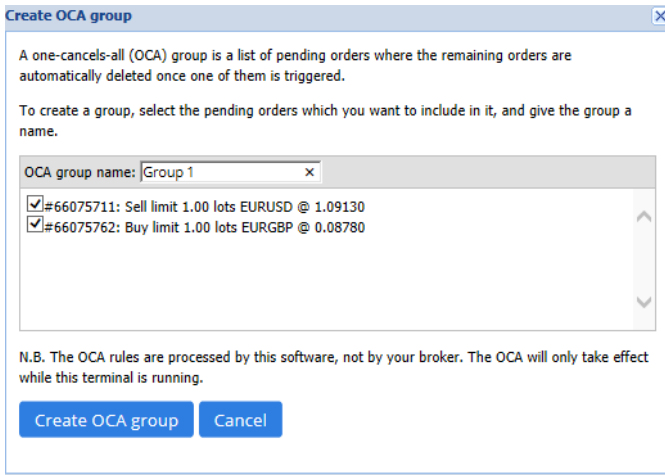 Create OCA group
A one-cancels-all (OCA) group is a list of pending orders where the remaining orders are
automatically deleted once one of them is triggered.
To create a group, select the pending orders which you want to include in it, and give the group a
name.
OCA group name: Group 1
#66075711: Sell limit 1.00 lots EURUSD @ 1.09130
#66075762: Buy limit 1.00 lots EURGBP @ 0.08780
N.B. The OCA rules are processed by this software, not by your broker. The OCA will only take effect
while this terminal is running.
Create OCA group Cancel